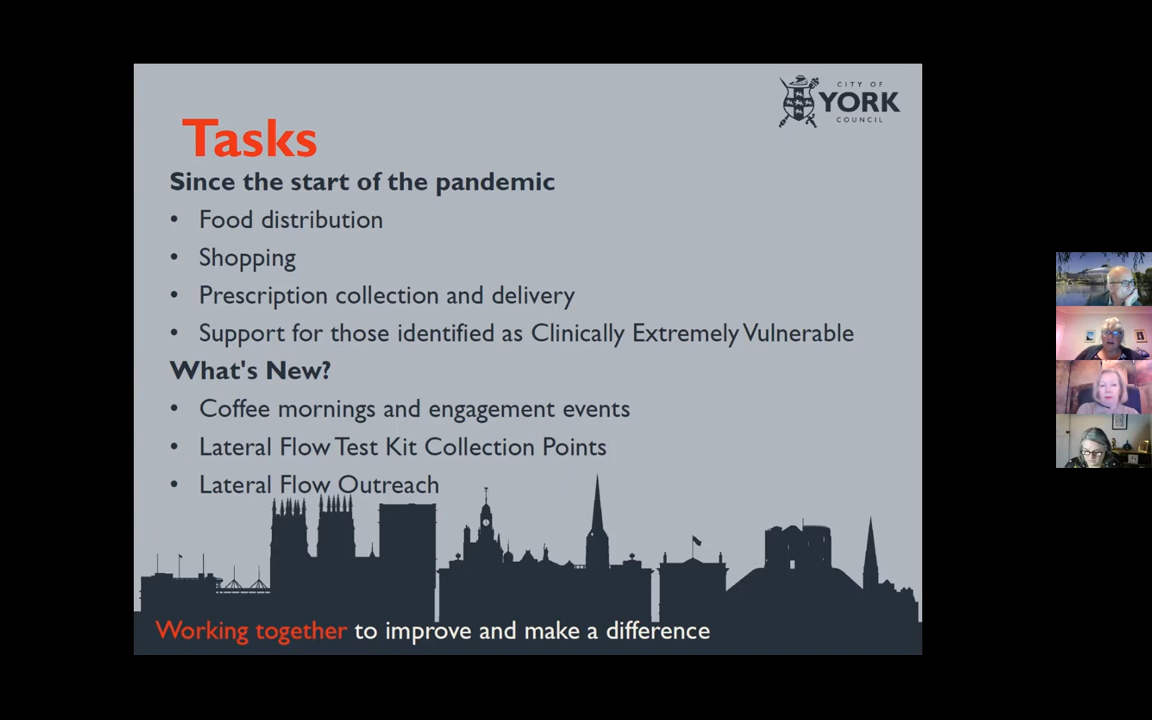 CITY OF
YORK
COUNCIL
Tasks
Since the start of the pandemic
• Food distribution
• Shopping
• Prescription collection and delivery
• Support for those identified as Clinically Extremely Vulnerable
What's New?
• Coffee mornings and engagement events
• Lateral Flow Test Kit Collection Points
• Lateral Flow Outreach
Working together to improve and make a difference